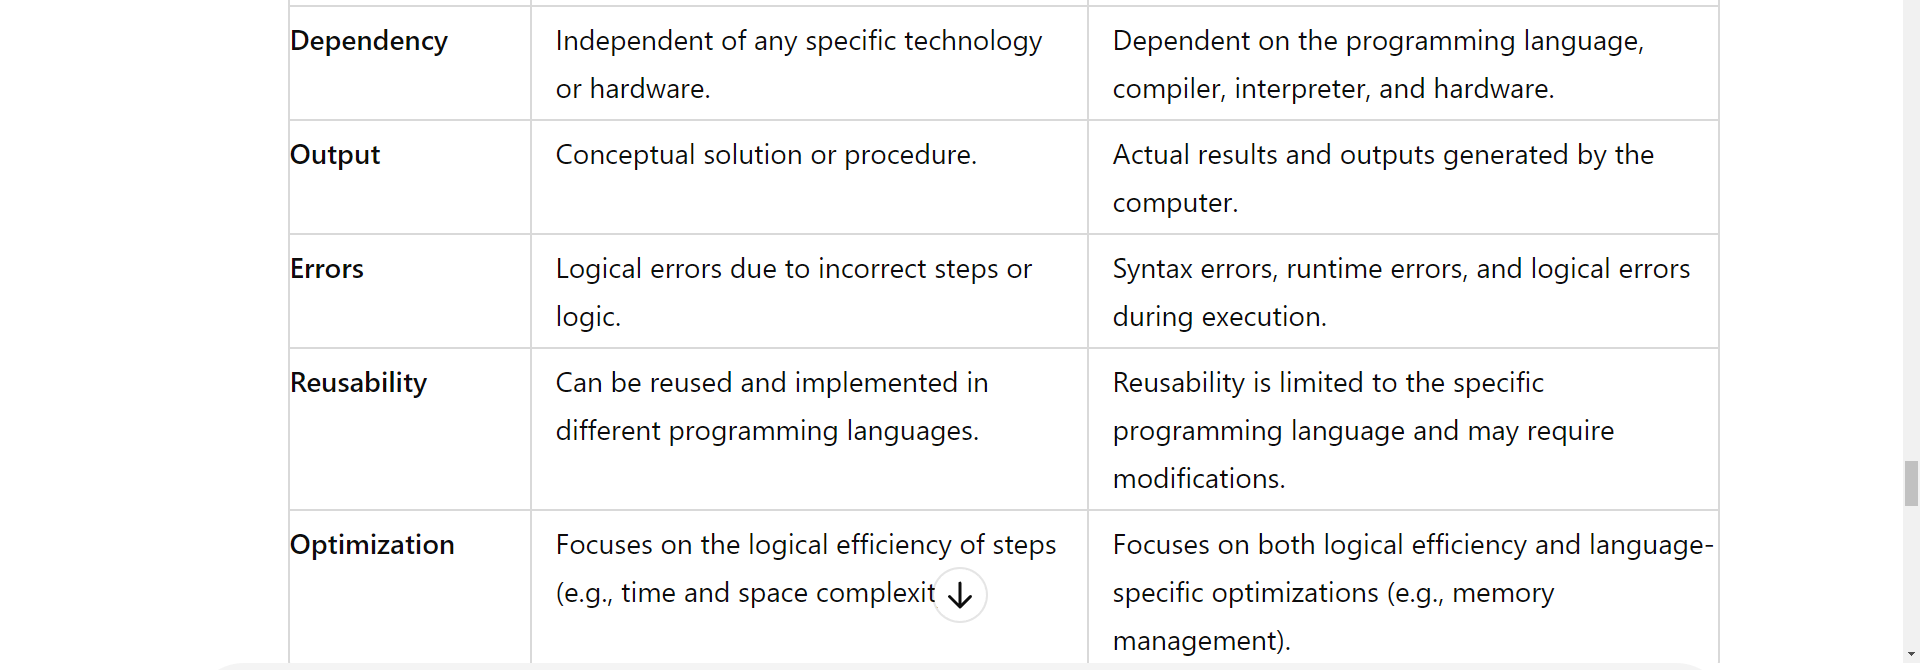 Dependency
Independent of any specific technology
or hardware.
Dependent on the programming language,
compiler, interpreter, and hardware.
Output
Conceptual solution or procedure.
Actual results and outputs generated by the
computer.
Errors
Logical errors due to incorrect steps or
logic.
Syntax errors, runtime errors, and logical errors
during execution.
Reusability
Can be reused and implemented in
different programming languages.
Reusability is limited to the specific
programming language and may require
modifications.
Optimization
Focuses on the logical efficiency of steps
(e.g., time and space
Focuses on both logical efficiency and language-
specific optimizations (e.g., memory
management).